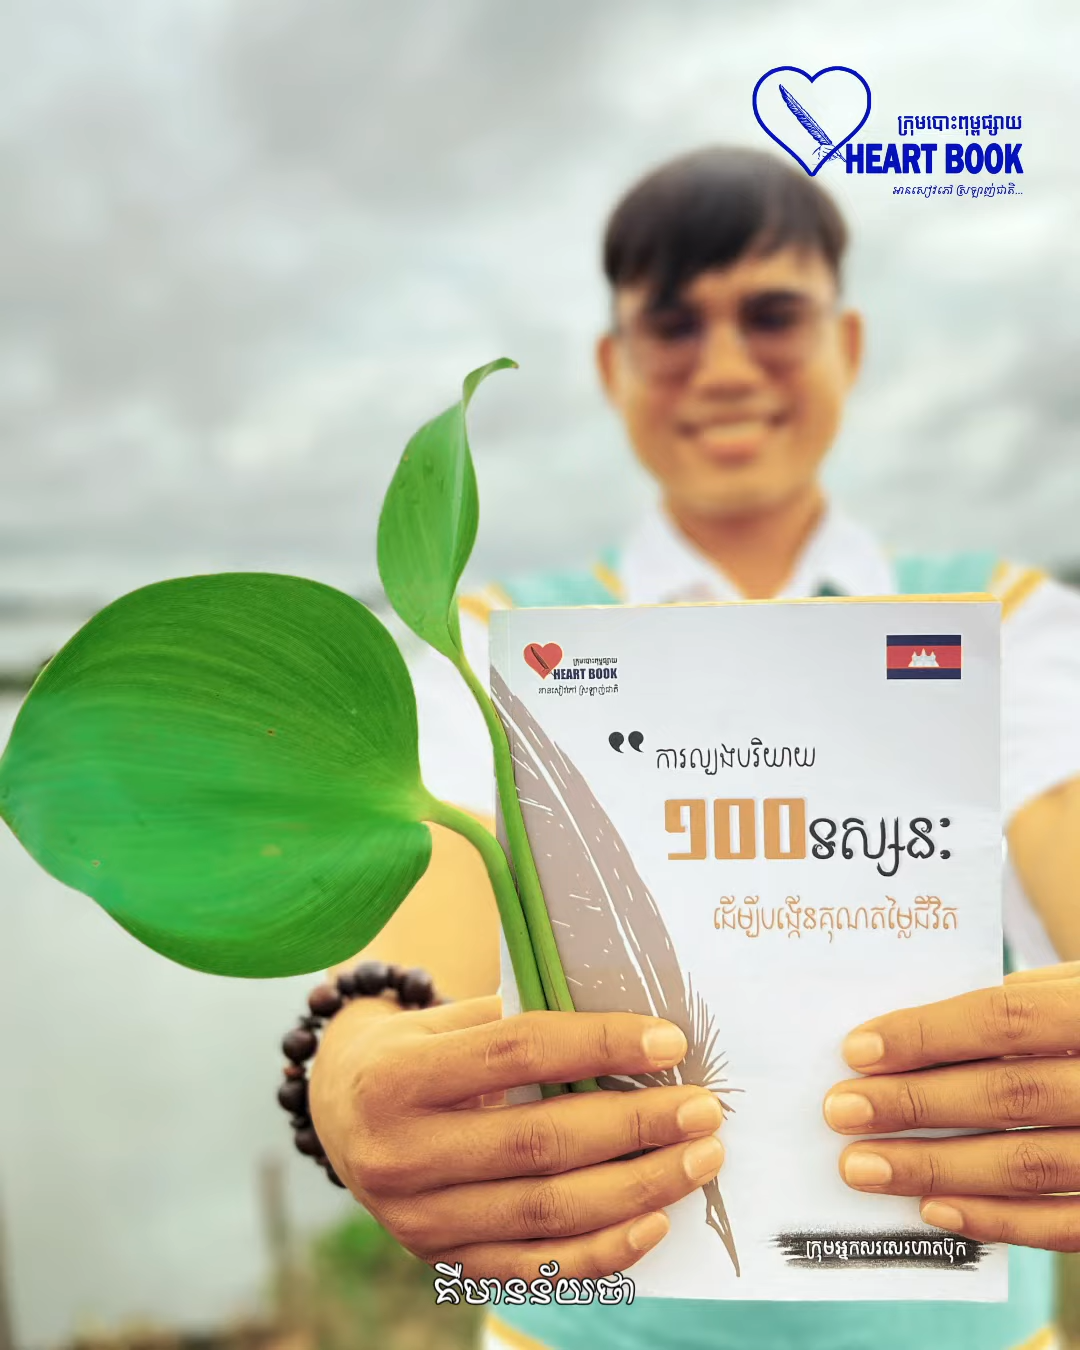 ក្រុមបោះពុម្ពផ្សាយ
HEART BOOK
អានសៀវភៅ ស្រឡាញ់ជាតិ...
ក្រុមបោះពុម្ពផ្សាយ
HEART BOOK
អានសៀវភៅ ស្រឡាញ់ជាតិ
"ការល្បងបរិយាយ
១០០ទស្សនៈ
ដើម្បីបង្កើនគុណតម្លៃជីវិត
ក្រុមអ្នកសរសេរហាតប៊ុក
គឺមានន័យថា